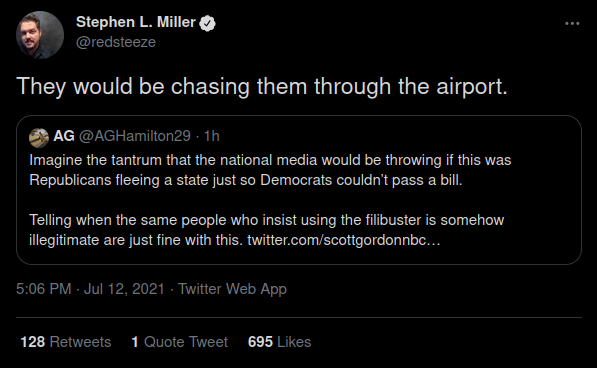 Stephen L. Miller
@redsteeze
They would be chasing them through the airport.
AG @AGHamilton29 · 1h
Imagine the tantrum that the national media would be throwing if this was
Republicans fleeing a state just so Democrats couldn't pass a bill.
Telling when the same people who insist using the filibuster is somehow
illegitimate are just fine with this. twitter.com/scottgordonnbc…
5:06 PM · Jul 12, 2021 · Twitter Web App
128 Retweets 1 Quote Tweet 695 Likes